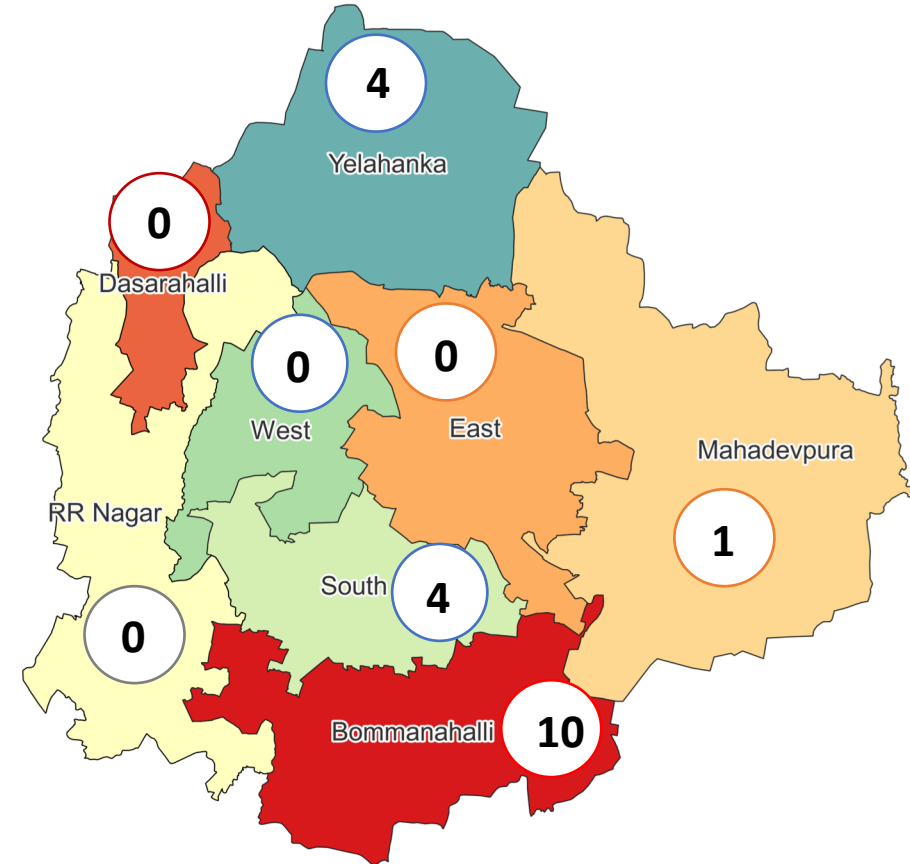 4
Yelahanka
0
Dasarahalli
0
0
West
East
Mahadevpura
RR Nagar
1
South
4
0
Bommanahalli
10